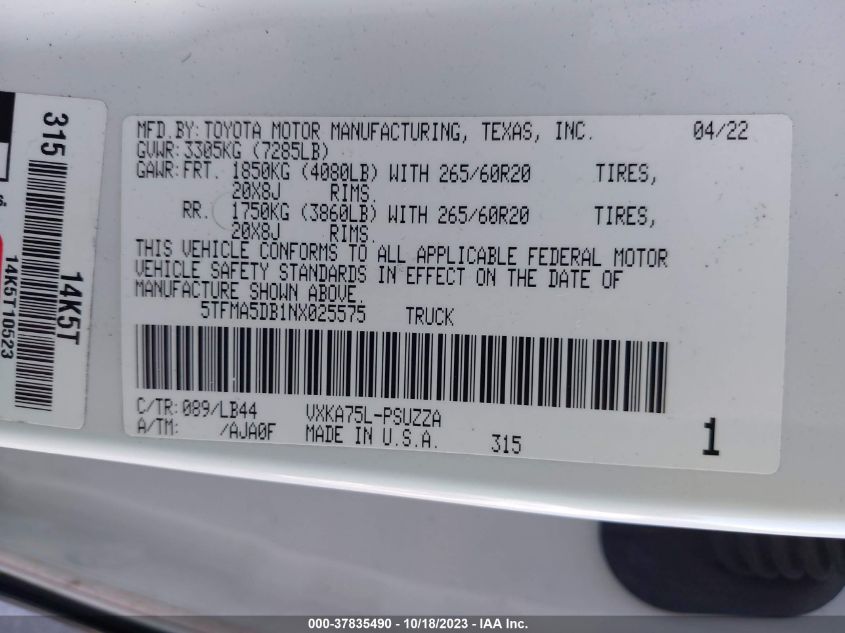 MFD.BY:TOYOTA MOTOR MANUFACTURING, TEXAS, INC. 04/22
GVWR:3305KG (7285LB)
GAWR:FRT. 1850KG (4080LB) WITH 265/60R20 TIRES,
20X8J RIMS.
RR. 1750KG (3860LB) WITH 265/60R20 TIRES,
20X8J RIMS.
THIS VEHICLE CONFORMS TO ALL APPLICABLE FEDERAL MOTOR
VEHICLE SAFETY STANDARDS IN EFFECT ON THE DATE OF
MANUFACTURE SHOWN ABOVE.
5TFMA5DB1NX025575 TRUCK
C/TR:089/LB44 VXKA75L-PSUZZA
A/TM: /AJA0F MADE IN U.S.A. 315 1
315 14K5T
14K5T10523
000-37835490 - 10/18/2023 - IAA Inc.